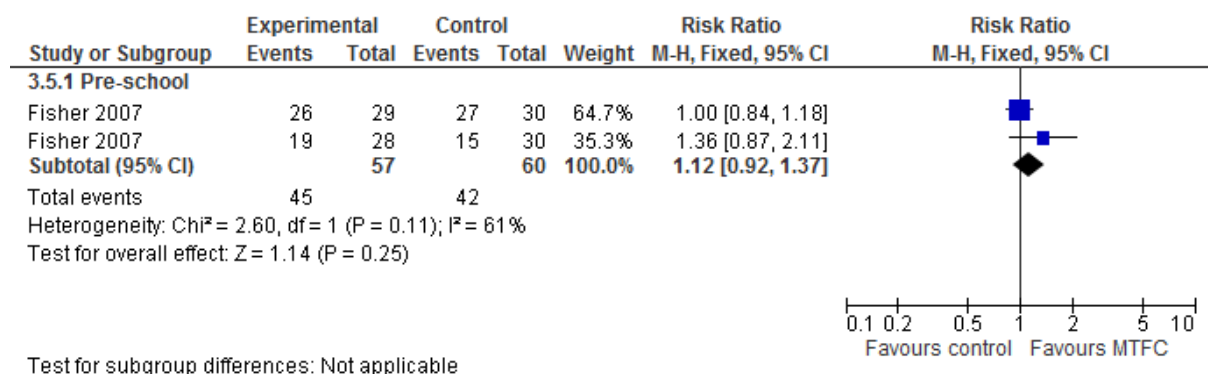 Experimental Control Risk Ratio Risk Ratio
Study or Subgroup Events Total Events Total Weight M-H, Fixed, 95% CI M-H, Fixed, 95% CI
3.5.1 Pre-school
Fisher 2007 26 29 27 30 64.7% 1.00 [0.84, 1.18]
Fisher 2007 19 28 15 30 35.3% 1.36 [0.87, 2.11]
Subtotal (95% CI) 57 60 100.0% 1.12 [0.92, 1.37]
Total events 45 42
Heterogeneity: Chi² = 2.60, df = 1 (P = 0.11); I² = 61%
Test for overall effect: Z = 1.14 (P = 0.25)
0.1 0.2 0.5 1 2 5 10
Favours control Favours MTFC
Test for subgroup differences: Not applicable